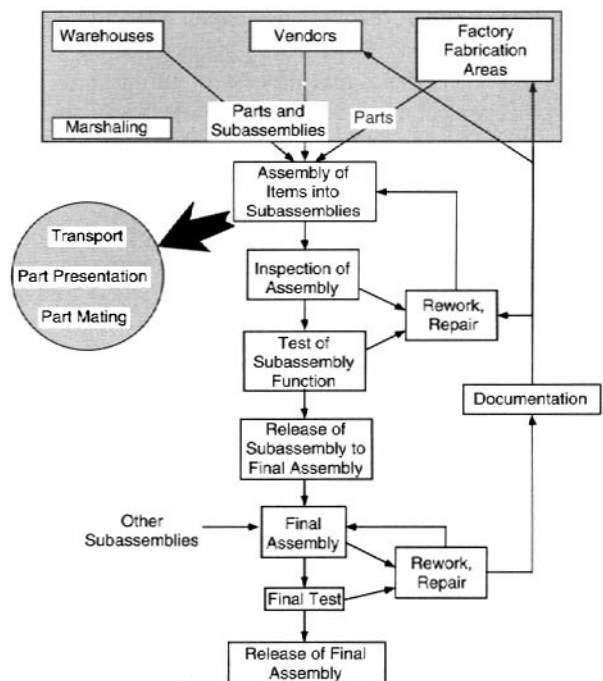 Warehouses
Vendors
Factory
Fabrication
Areas
Marshaling
Parts and
Subassemblies
Parts
Assembly of
Items into
Subassemblies
Transport
Part Presentation
Part Mating
Inspection of
Assembly
Rework,
Repair
Test of
Subassembly
Function
Documentation
Release of
Subassembly to
Final Assembly
Other
Subassemblies
Final
Assembly
Rework,
Repair
Final Test
Release of Final
Assembly